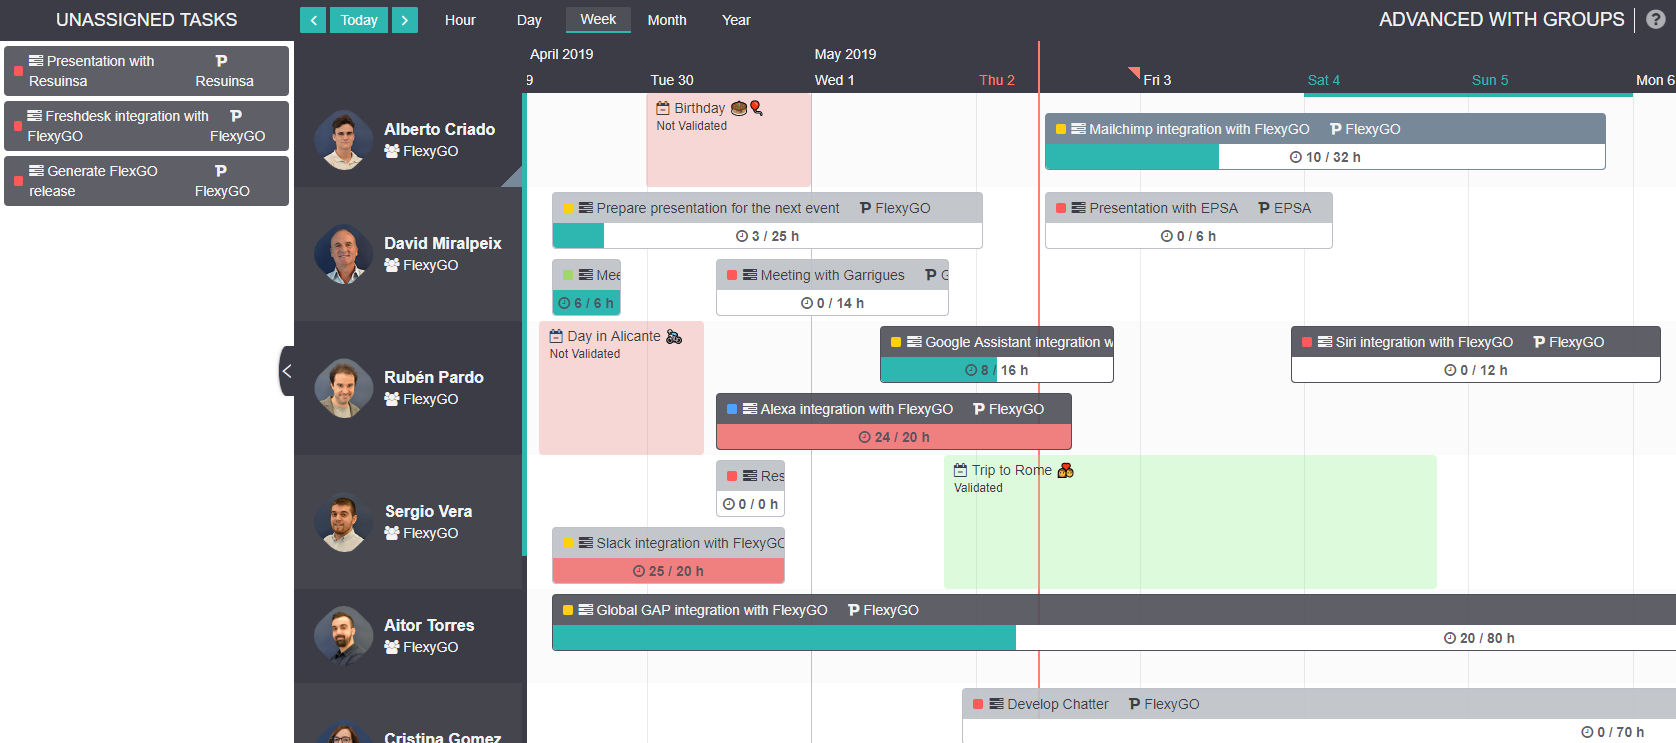 UNASSIGNED TASKS
Today
Hour
Day
Week
Month
Year
ADVANCED WITH GROUPS
Presentation with
Resuinsa
Resuinsa
Freshdesk integration with
FlexyGO
FlexyGO
Generate FlexGO
release
FlexyGO
April 2019
May 2019
9
Tue 30
Wed 1
Thu 2
Fri 3
Sat 4
Sun 5
Mon 6
Alberto Criado
FlexyGO
Birthday
Not Validated
Mailchimp integration with FlexyGO FlexyGO
10 / 32 h
David Miralpeix
FlexyGO
Prepare presentation for the next event FlexyGO
3 / 25 h
Presentation with EPSA EPSA
0 / 6 h
Mee
6 / 6 h
Meeting with Garrigues G
0 / 14 h
Rubén Pardo
FlexyGO
Day in Alicante
Not Validated
Google Assistant integration w
8 / 16 h
Siri integration with FlexyGO FlexyGO
0 / 12 h
Alexa integration with FlexyGO FlexyGO
24 / 20 h
Sergio Vera
FlexyGO
Res
0 / 0 h
Trip to Rome
Validated
Slack integration with FlexyGO
25 / 20 h
Aitor Torres
FlexyGO
Global GAP integration with FlexyGO FlexyGO
20 / 80 h
Cristina Gomez
Develop Chatter FlexyGO
0 / 70 h